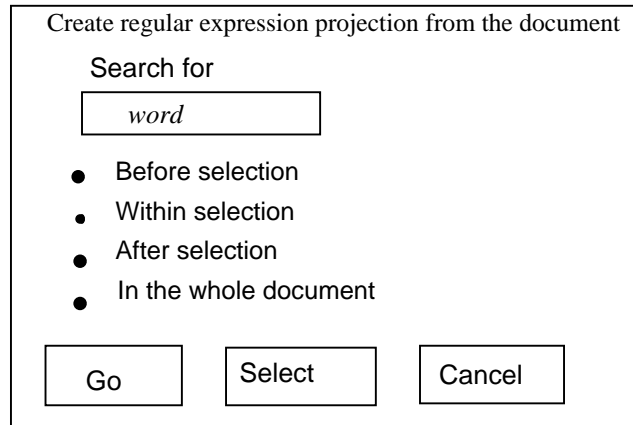 Create regular expression projection from the document
Search for
word
Before selection
Within selection
After selection
In the whole document
Go Select Cancel